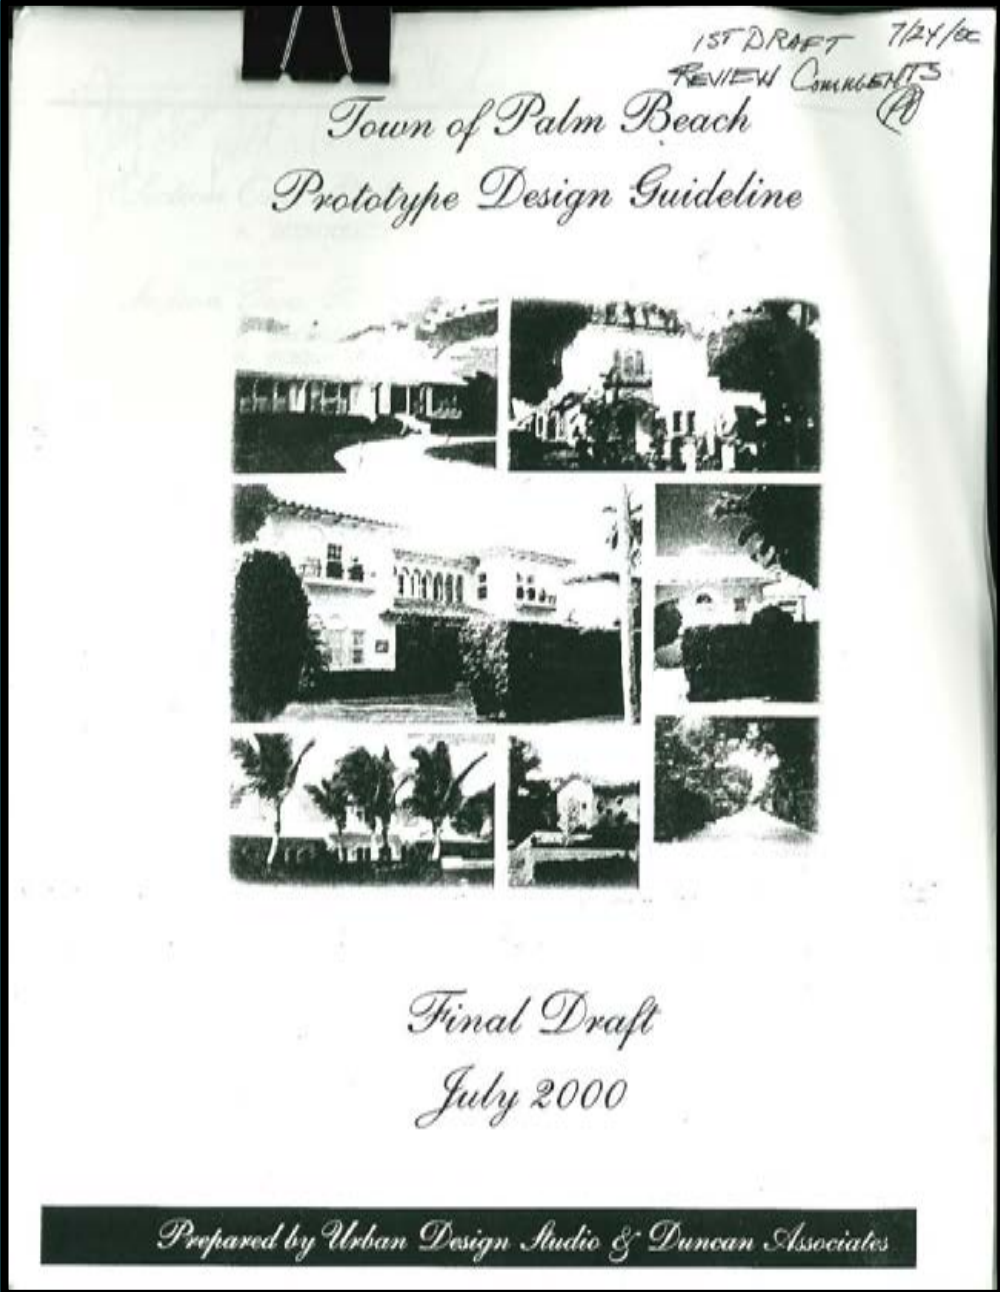 1ST DRAFT 7/24/00
REVIEW COMMENTS
Town of Palm Beach
Prototype Design Guideline
Final Draft
July 2000
Prepared by Urban Design Studio & Duncan Associates